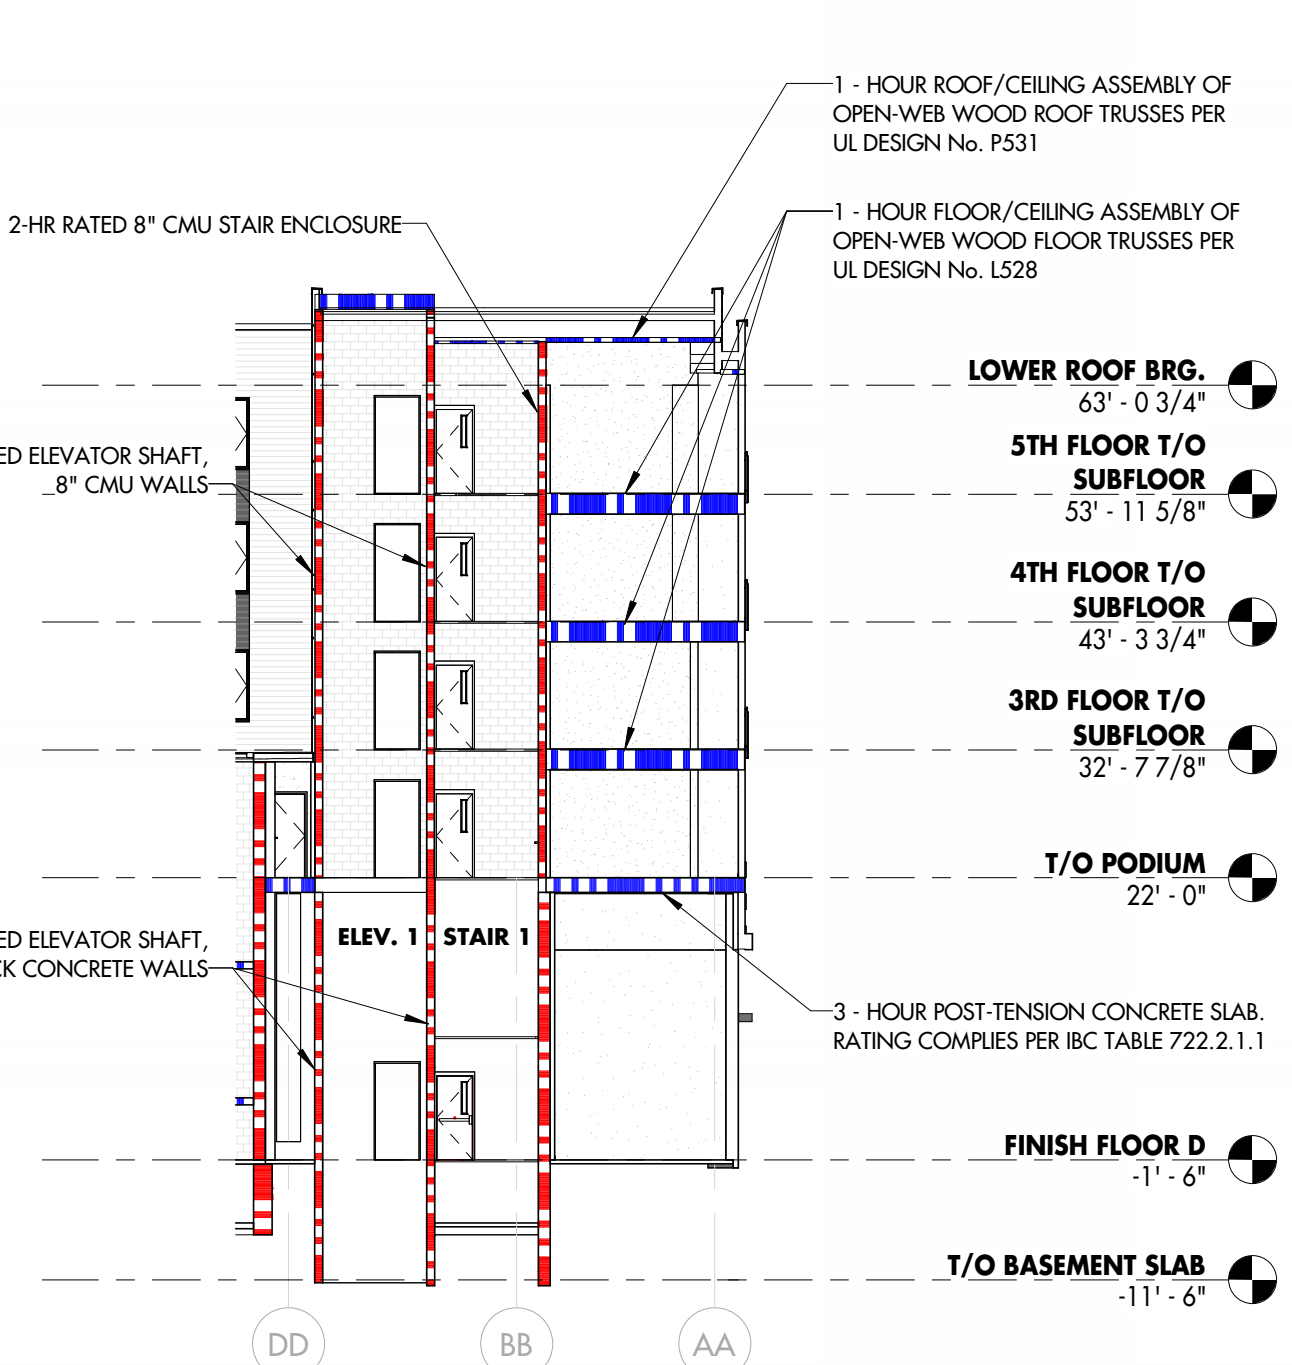 1 - HOUR ROOF/CEILING ASSEMBLY OF
OPEN-WEB WOOD ROOF TRUSSES PER
UL DESIGN No. P531
2-HR RATED 8" CMU STAIR ENCLOSURE
1 - HOUR FLOOR/CEILING ASSEMBLY OF
OPEN-WEB WOOD FLOOR TRUSSES PER
UL DESIGN No. L528
LOWER ROOF BRG.
63' - 0 3/4"
5TH FLOOR T/O
SUBFLOOR
53' - 11 5/8"
ELEVATOR SHAFT,
8" CMU WALLS
4TH FLOOR T/O
SUBFLOOR
43' - 3 3/4"
3RD FLOOR T/O
SUBFLOOR
32' - 7 7/8"
T/O PODIUM
22' - 0"
ELEVATOR SHAFT,
CONCRETE WALLS
ELEV. 1
STAIR 1
3 - HOUR POST-TENSION CONCRETE SLAB.
RATING COMPLIES PER IBC TABLE 722.2.1.1
FINISH FLOOR D
-1' - 6"
T/O BASEMENT SLAB
-11' - 6"
DD
BB
AA